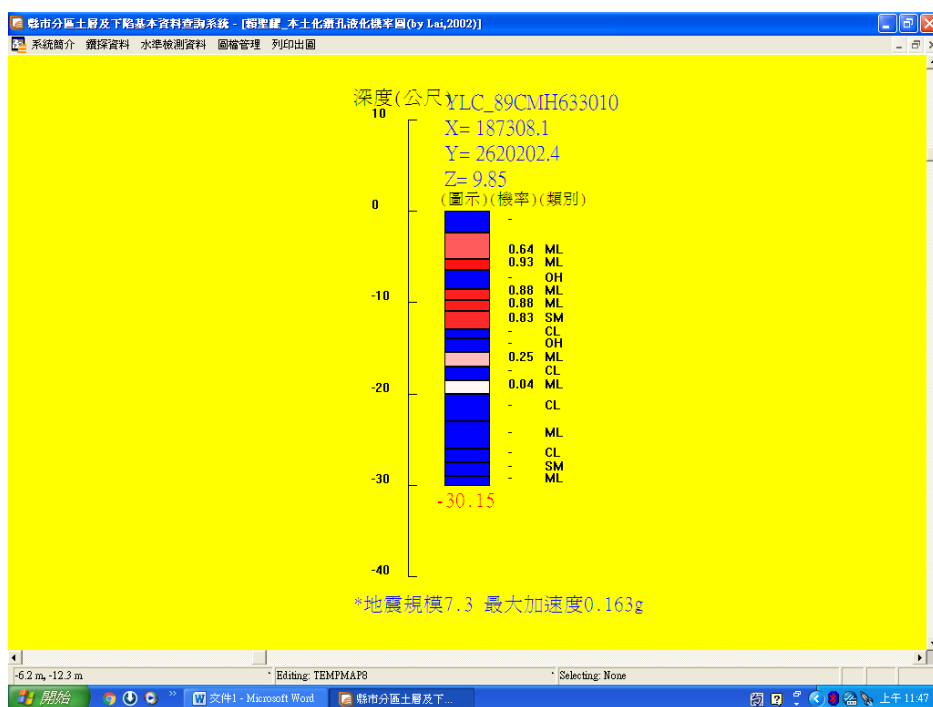 縣市分區土層及下陷基本資料查詢系統 - [賴聖耀_本土化鑽孔液化機率圖(by Lai,2002)]
系統簡介 鑽探資料 水準檢測資料 圖檔管理 列印出圖
深度(公尺)
YLC_89CMH633010
X= 187308.1
Y= 2620202.4
Z= 9.85
(圖示)(機率)(類別)
10
0
-10
-20
-30
-40
-
0.64 ML
0.93 ML
- OH
0.88 ML
0.88 ML
0.83 SM
- CL
- OH
0.25 ML
- CL
0.04 ML
- CL
- ML
- CL
- SM
- ML
-30.15
*地震規模7.3 最大加速度0.163g
-6.2 m, -12.3 m
Editing: TEMPMAP8
Selecting: None
開始
文件1 - Microsoft Word
縣市分區土層及下...
上午 11:47